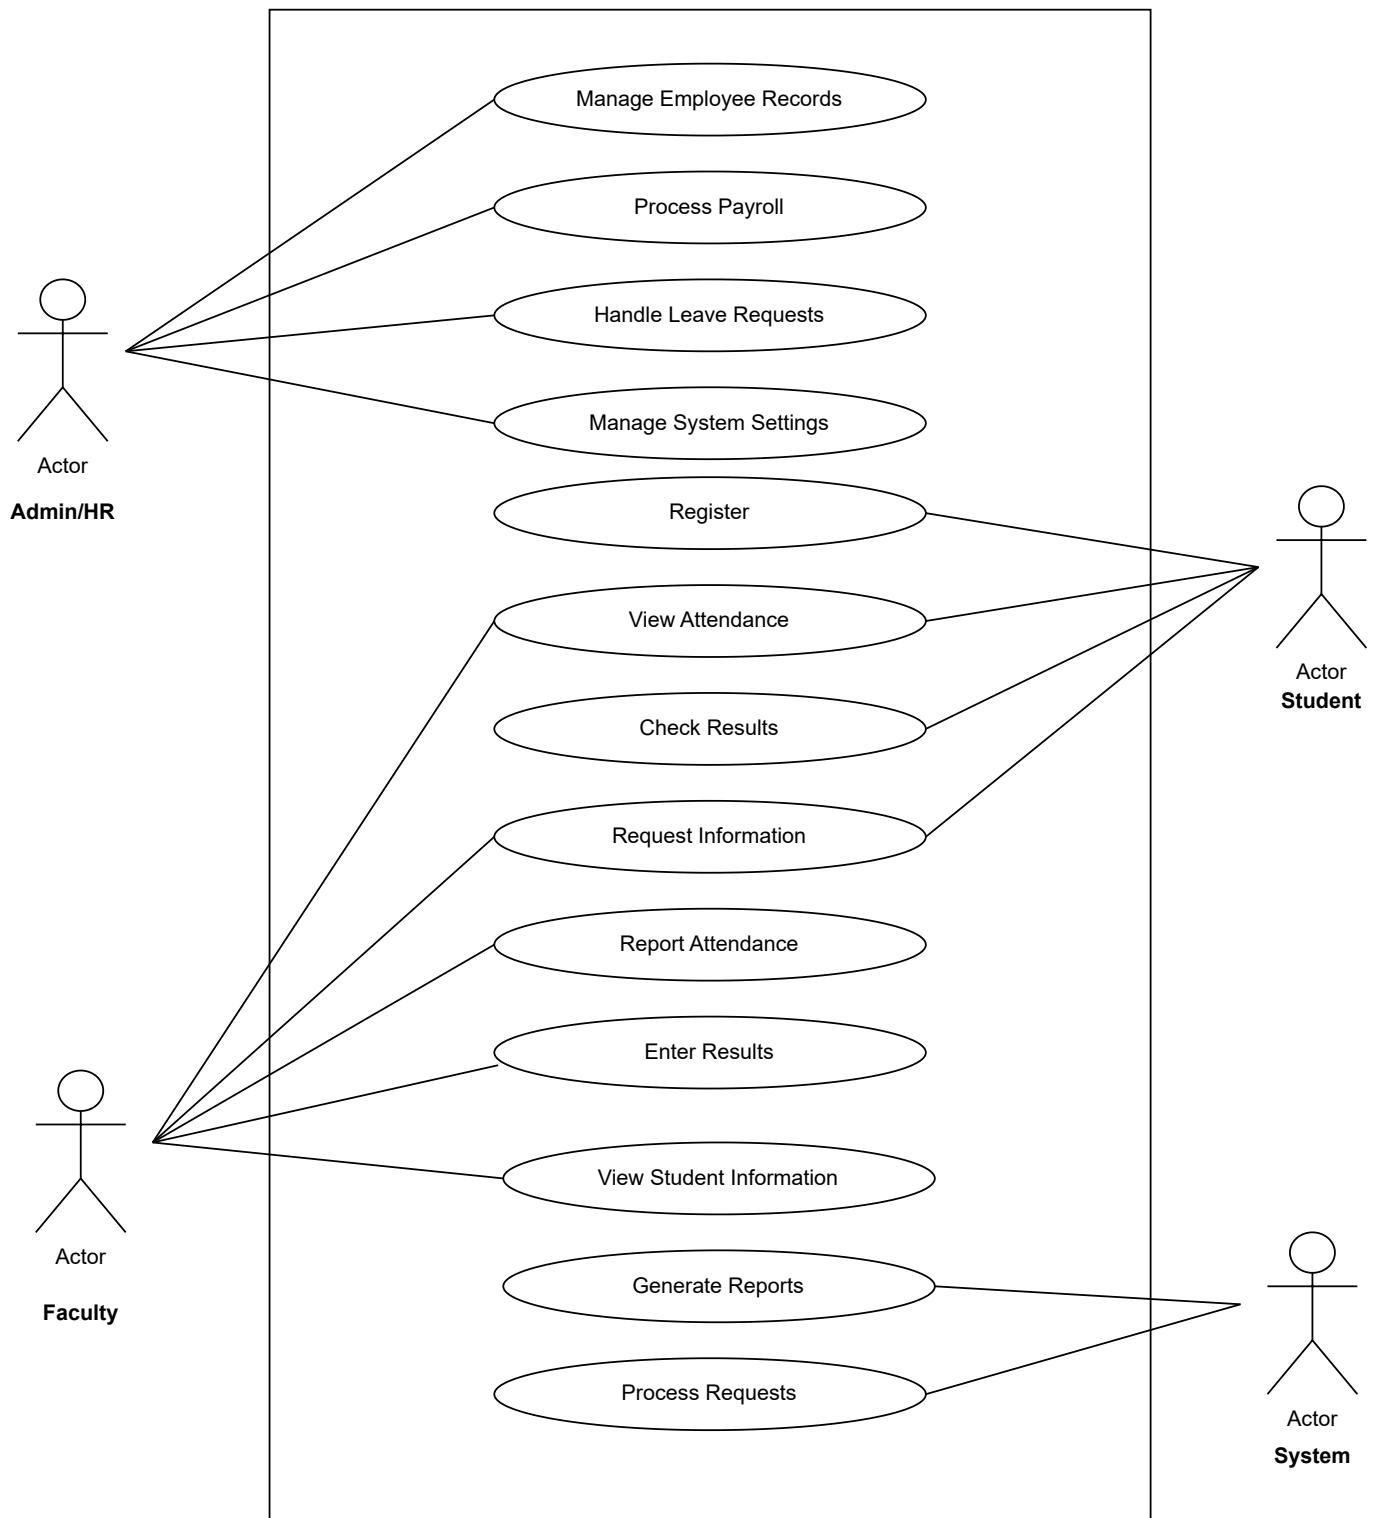 Manage Employee Records
Process Payroll
Handle Leave Requests
Manage System Settings
Actor
Admin/HR
Register
View Attendance
Actor
Student
Check Results
Request Information
Report Attendance
Enter Results
View Student Information
Actor
Faculty
Generate Reports
Process Requests
Actor
System